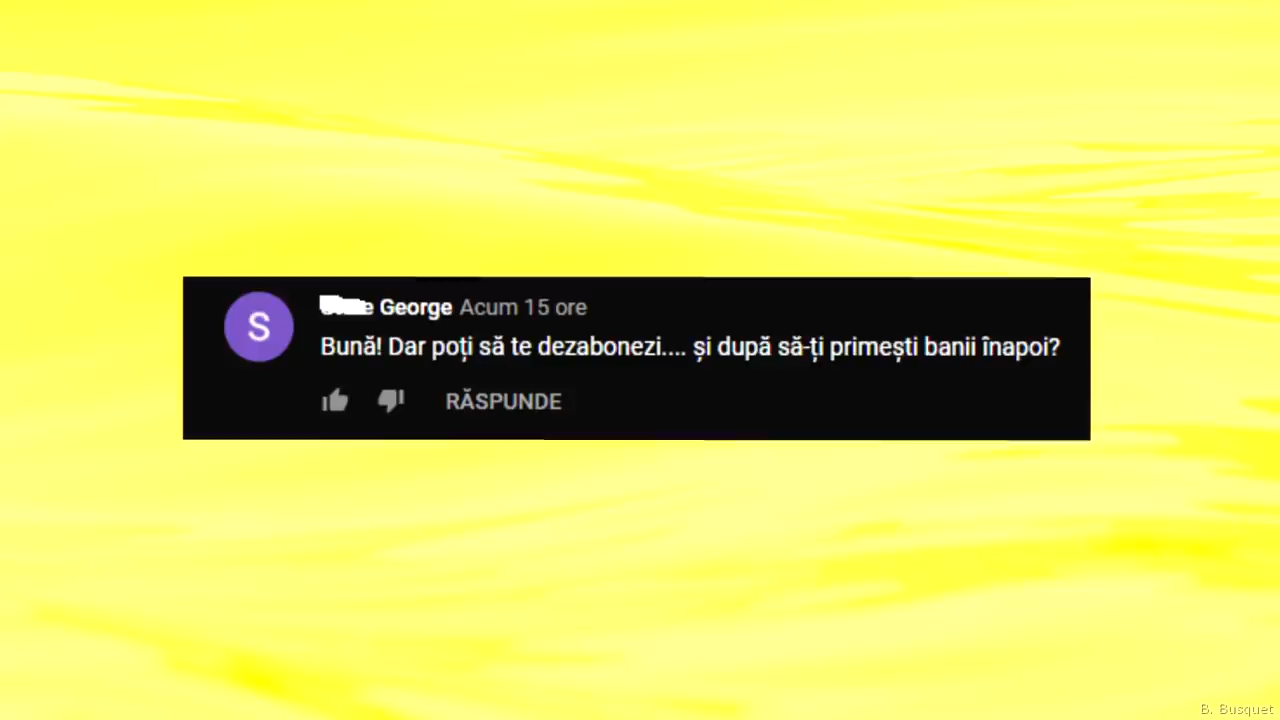 George Acum 15 ore
Bună! Dar poți să te dezabonezi.... și după să-ți primești banii înapoi?
RĂSPUNDE
S
B. Busquet